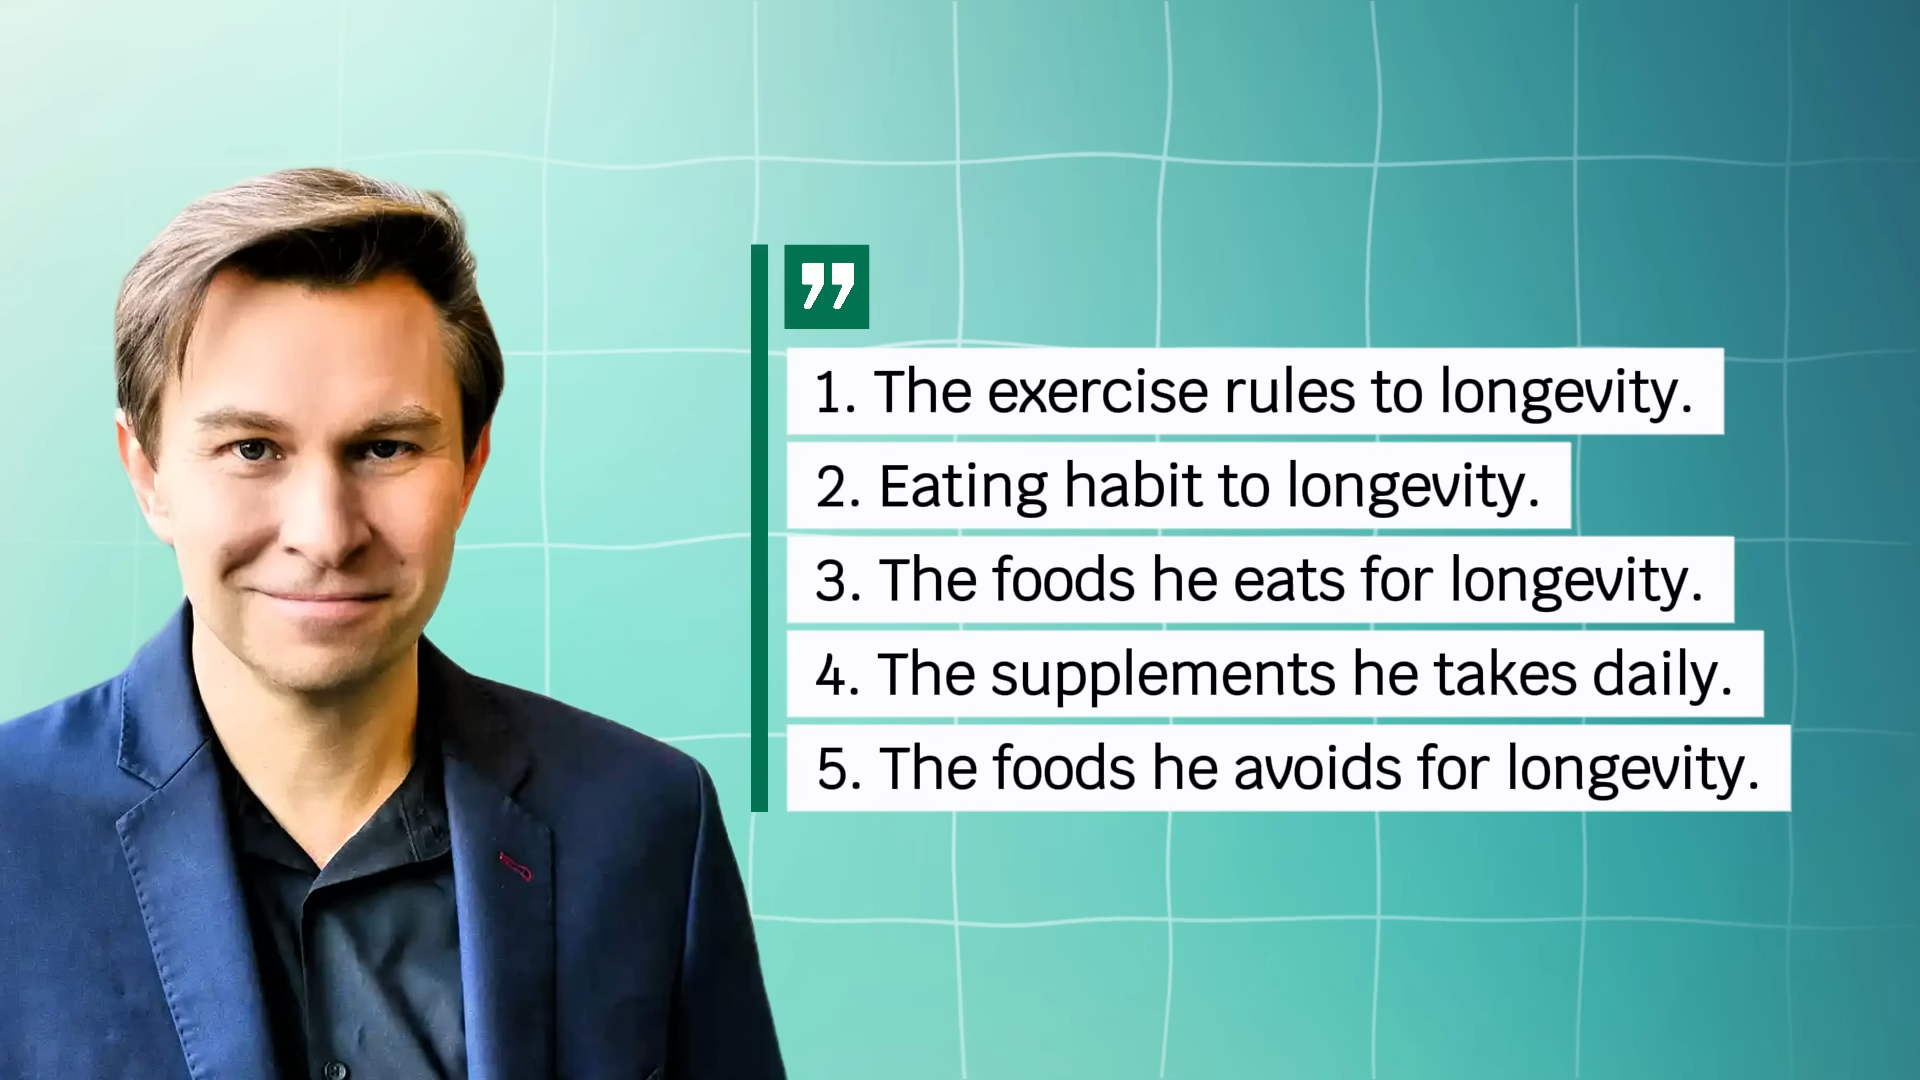 ”
1. The exercise rules to longevity.
2. Eating habit to longevity.
3. The foods he eats for longevity.
4. The supplements he takes daily.
5. The foods he avoids for longevity.